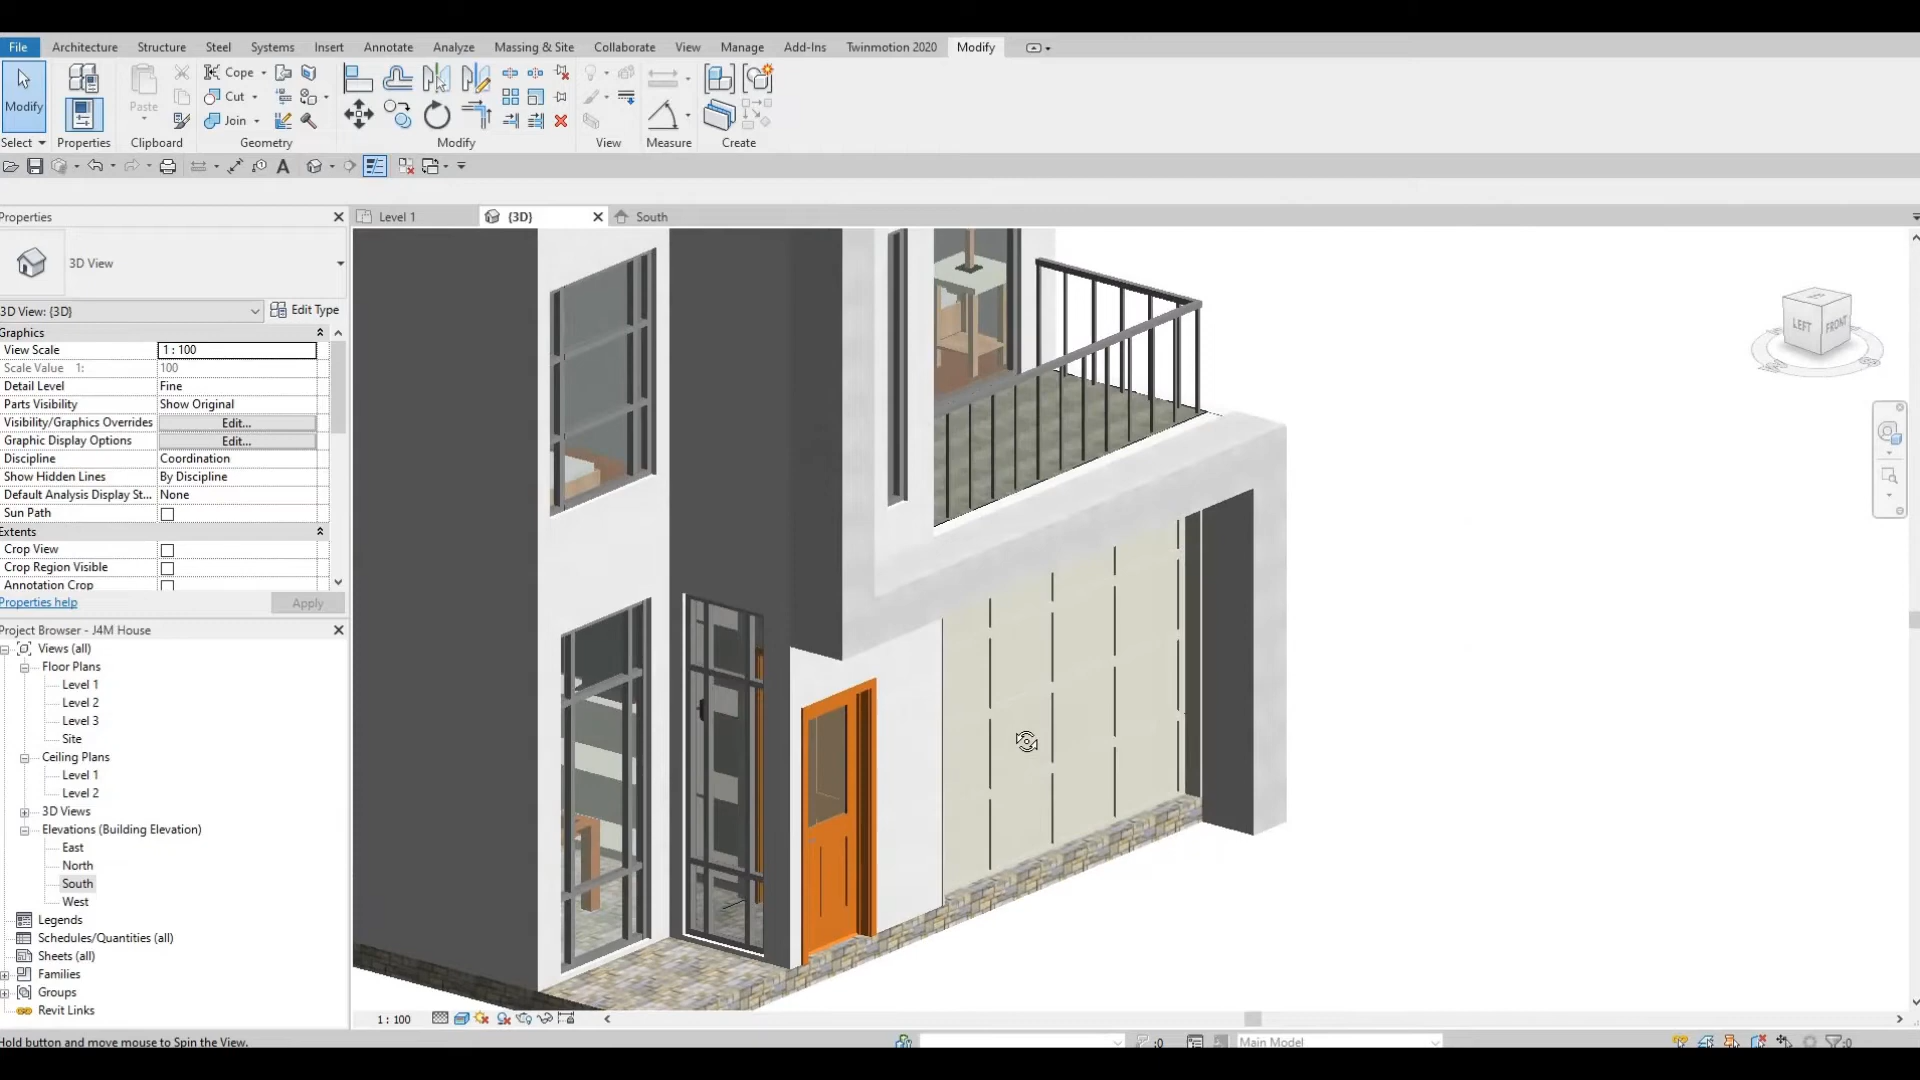 File Architecture Structure Steel Systems Insert Annotate Analyze Massing & Site Collaborate View Manage Add-Ins Twinmotion 2020 Modify
Modify Paste Cope
Cut
Join
Select Properties Clipboard Geometry Modify View Measure Create
A
Properties Level 1 {3D} South
3D View
3D View: {3D} Edit Type
Graphics
View Scale 1 : 100
Scale Value 1: 100
Detail Level Fine
Parts Visibility Show Original
Visibility/Graphics Overrides Edit...
Graphic Display Options Edit...
Discipline Coordination
Show Hidden Lines By Discipline
Default Analysis Display St... None
Sun Path
Extents
Crop View
Crop Region Visible
Annotation Crop
Properties help Apply
Project Browser - J4M House
Views (all)
Floor Plans
Level 1
Level 2
Level 3
Site
Ceiling Plans
Level 1
Level 2
3D Views
Elevations (Building Elevation)
East
North
South
West
Legends
Schedules/Quantities (all)
Sheets (all)
Families
Groups
Revit Links
LEFT FRONT
1 : 100
Hold button and move mouse to Spin the View. :0 Main Model :0